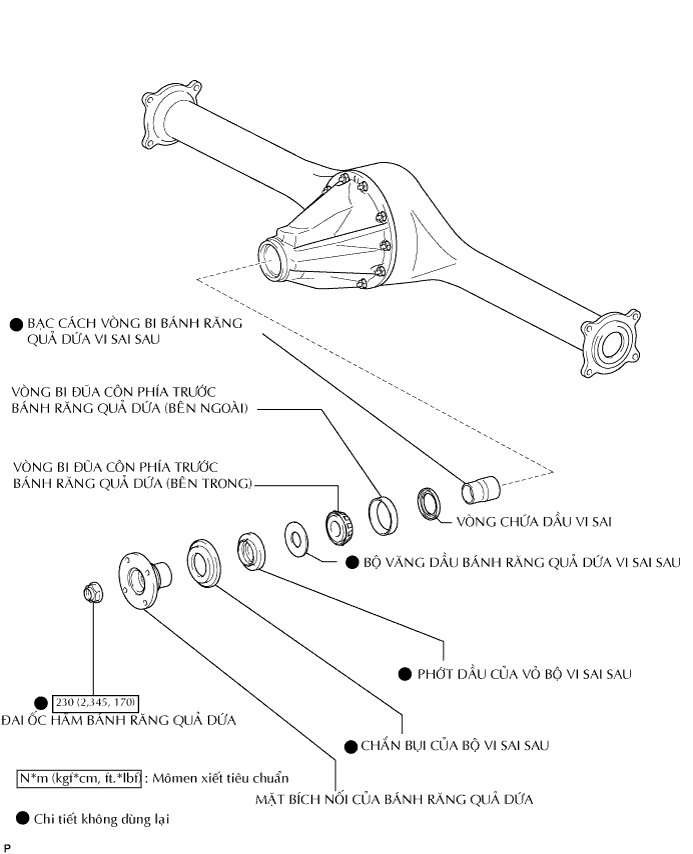 ● BẠC CÁCH VÒNG BI BÁNH RĂNG
QUẢ DỨA VI SAI SAU
VÒNG BI ĐŨA CÔN PHÍA TRƯỚC
BÁNH RĂNG QUẢ DỨA (BÊN NGOÀI)
VÒNG BI ĐŨA CÔN PHÍA TRƯỚC
BÁNH RĂNG QUẢ DỨA (BÊN TRONG)
VÒNG CHỨA DẦU VI SAI
● BỘ VĂNG DẦU BÁNH RĂNG QUẢ DỨA VI SAI SAU
● PHỚT DẦU CỦA VỎ BỘ VI SAI SAU
● 230 (2,345, 170)
ĐAI ỐC HÃM BÁNH RĂNG QUẢ DỨA
● CHẮN BỤI CỦA BỘ VI SAI SAU
N*m (kgf*cm, ft.*lbf) : Mômen xiết tiêu chuẩn
MẶT BÍCH NỐI CỦA BÁNH RĂNG QUẢ DỨA
● Chi tiết không dùng lại
P